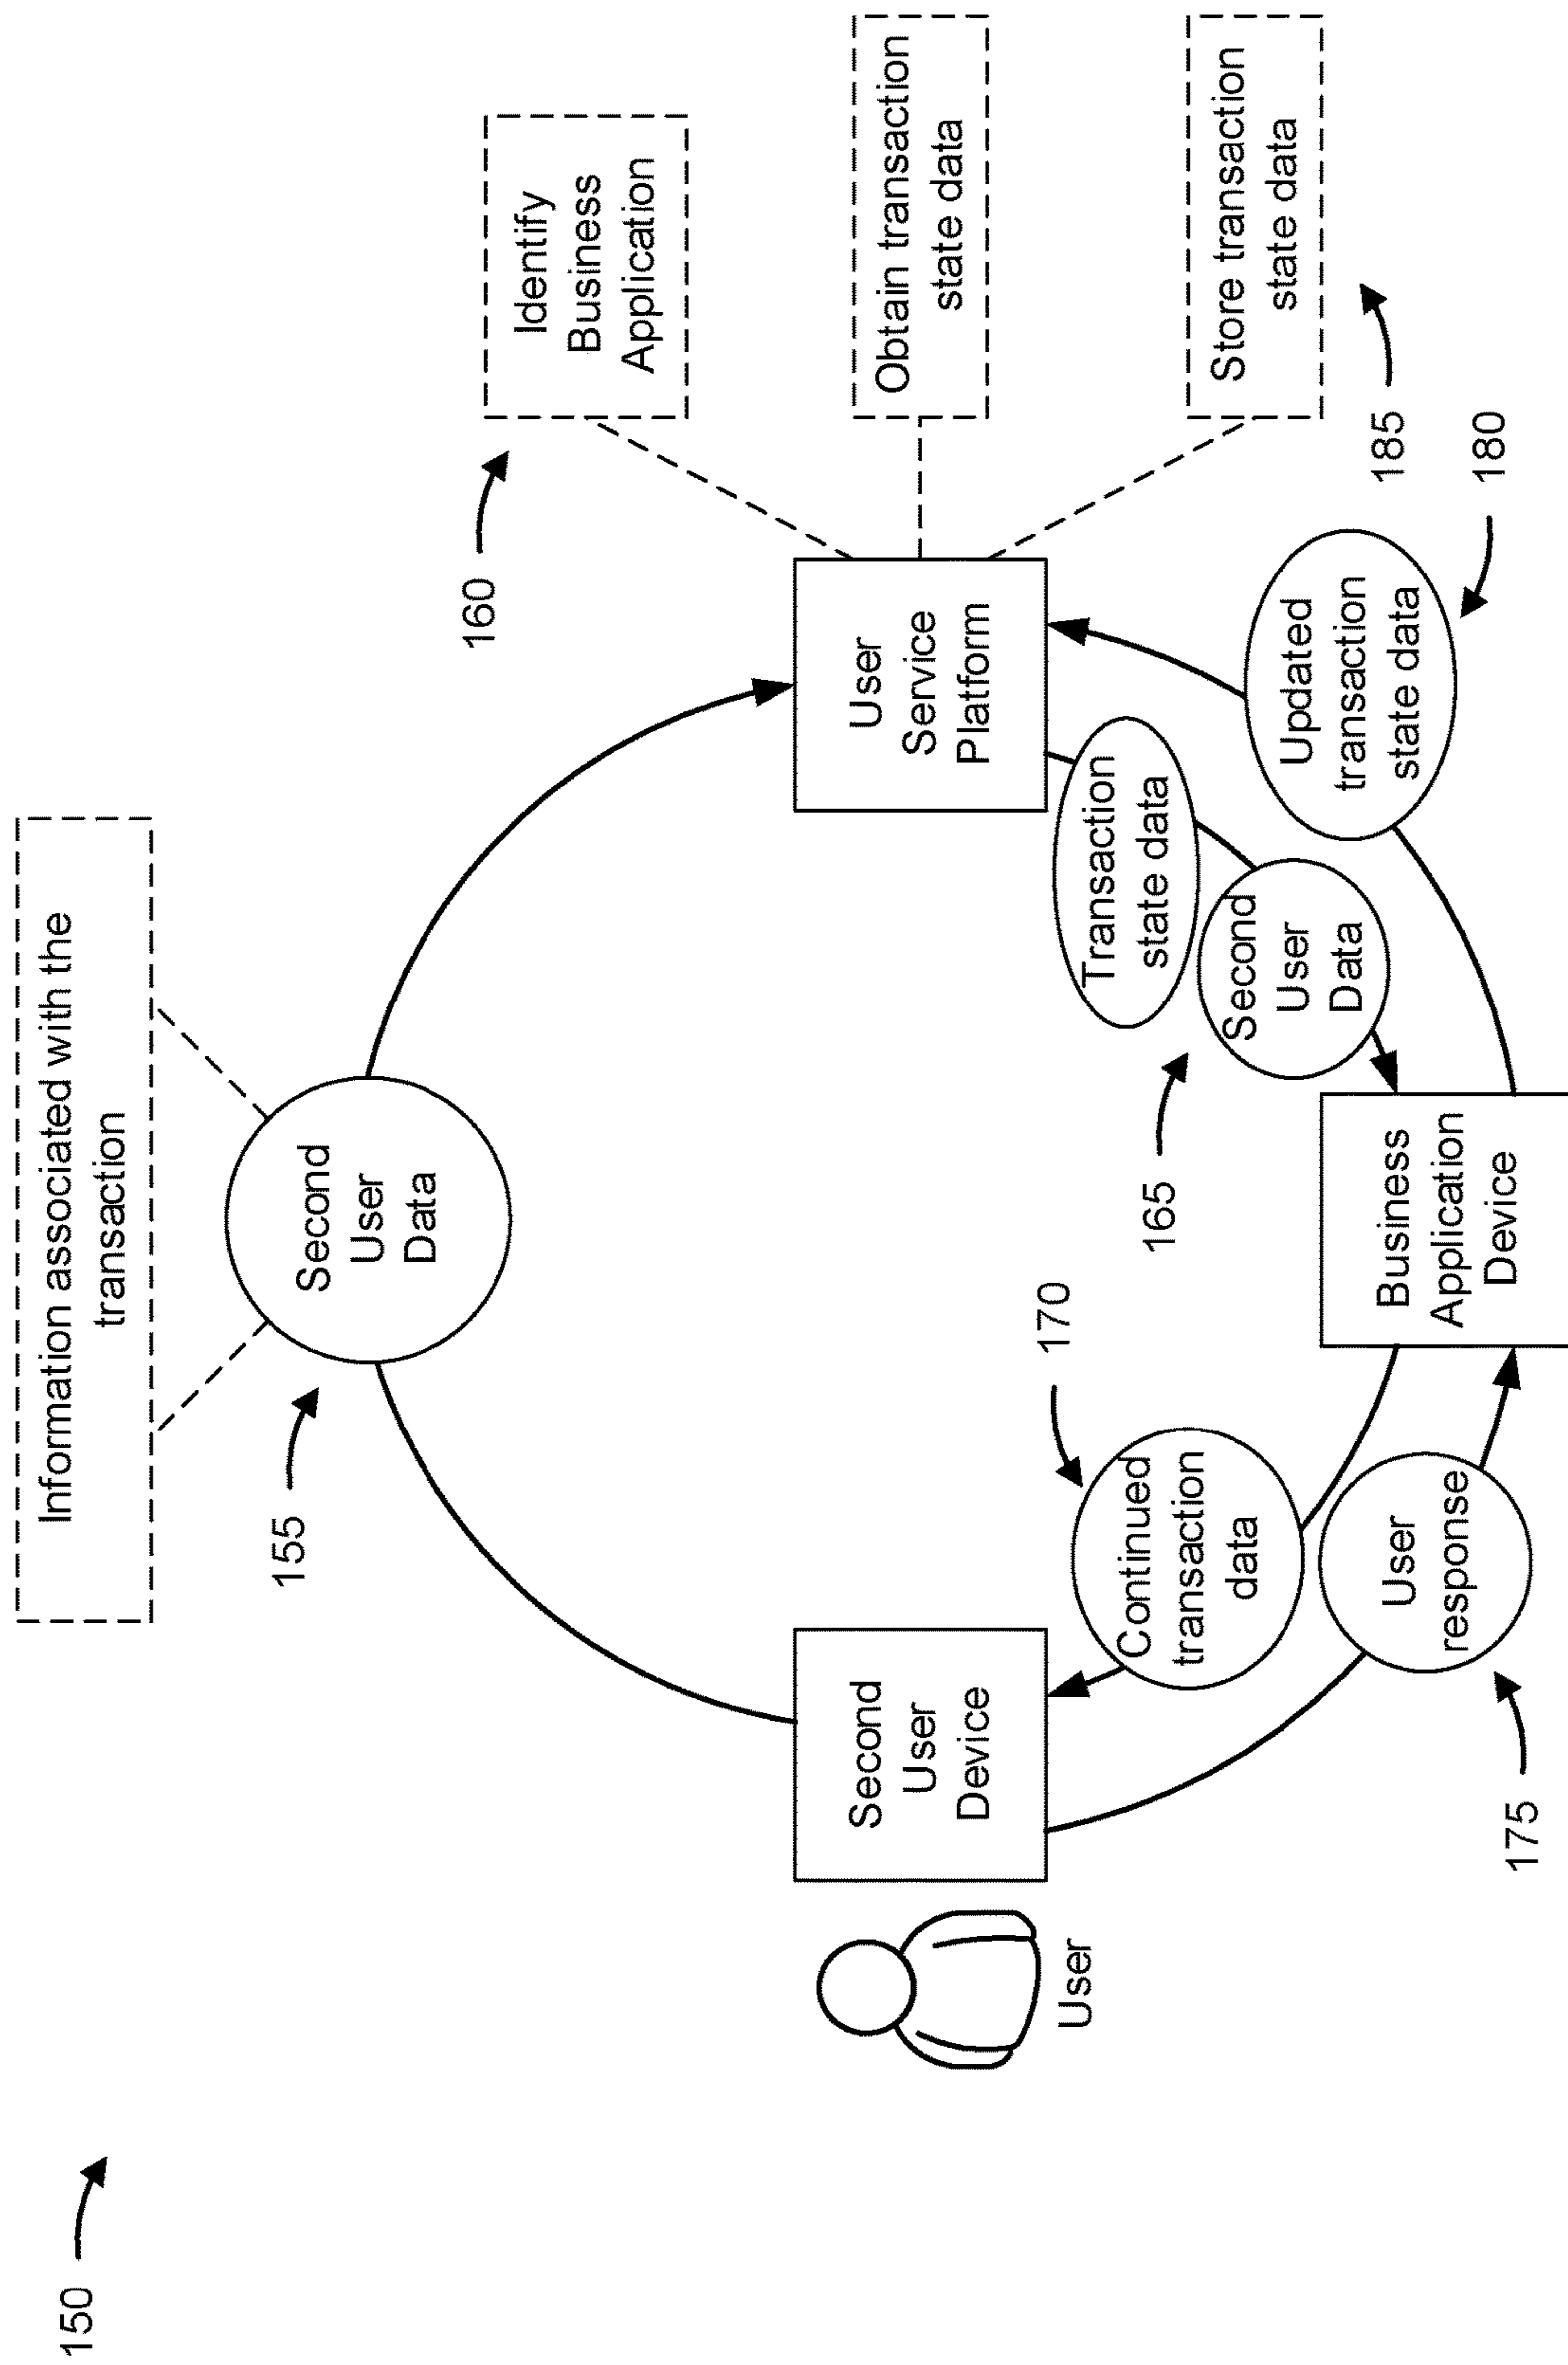 150
Information associated with the
transaction
155
Second
User
Data
160
Identify
Business
Application
Second
User
Device
User
User
Service
Platform
Obtain transaction
state data
170
Continued
transaction
data
165
Transaction
state data
Second
User
Data
Store transaction
state data
185
175
User
response
Business
Application
Device
Updated
transaction
state data
180